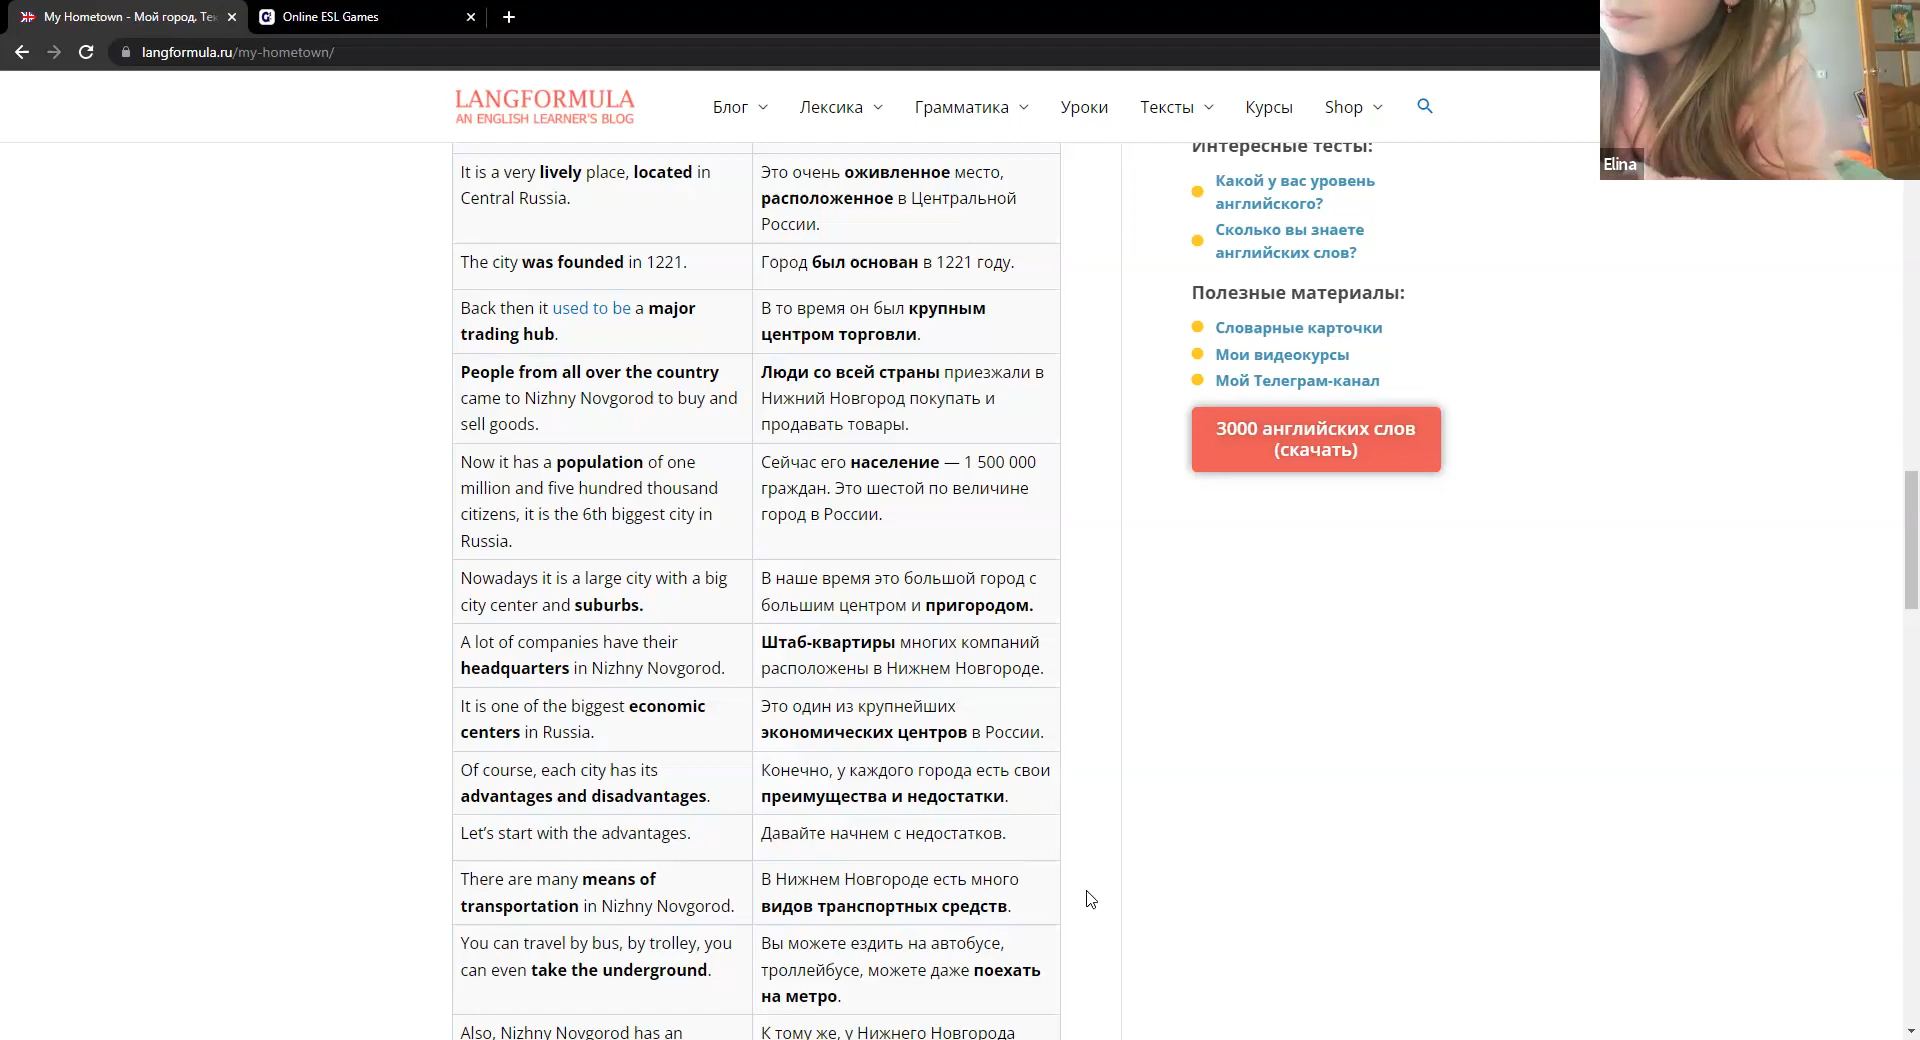 My Hometown - Мой город. Тек
Online ESL Games
langformula.ru/my-hometown/
LANGFORMULA
AN ENGLISH LEARNER'S BLOG
Блог
Лексика
Грамматика
Уроки
Тексты
Курсы
Shop
Elina
It is a very lively place, located in
Central Russia.
Это очень оживленное место,
расположенное в Центральной
России.
The city was founded in 1221.
Город был основан в 1221 году.
Back then it used to be a major
trading hub.
В то время он был крупным
центром торговли.
People from all over the country
came to Nizhny Novgorod to buy and
sell goods.
Люди со всей страны приезжали в
Нижний Новгород покупать и
продавать товары.
Now it has a population of one
million and five hundred thousand
citizens, it is the 6th biggest city in
Russia.
Сейчас его население — 1 500 000
граждан. Это шестой по величине
город в России.
Nowadays it is a large city with a big
city center and suburbs.
В наше время это большой город с
большим центром и пригородом.
A lot of companies have their
headquarters in Nizhny Novgorod.
Штаб-квартиры многих компаний
расположены в Нижнем Новгороде.
It is one of the biggest economic
centers in Russia.
Это один из крупнейших
экономических центров в России.
Of course, each city has its
advantages and disadvantages.
Конечно, у каждого города есть свои
преимущества и недостатки.
Let's start with the advantages.
Давайте начнем с недостатков.
There are many means of
transportation in Nizhny Novgorod.
В Нижнем Новгороде есть много
видов транспортных средств.
You can travel by bus, by trolley, you
can even take the underground.
Вы можете ездить на автобусе,
троллейбусе, можете даже поехать
на метро.
Also, Nizhny Novgorod has an
К тому же, у Нижнего Новгорода
Интересные тесты:
Какой у вас уровень
английского?
Сколько вы знаете
английских слов?
Полезные материалы:
Словарные карточки
Мои видеокурсы
Мой Телеграм-канал
3000 английских слов
(скачать)